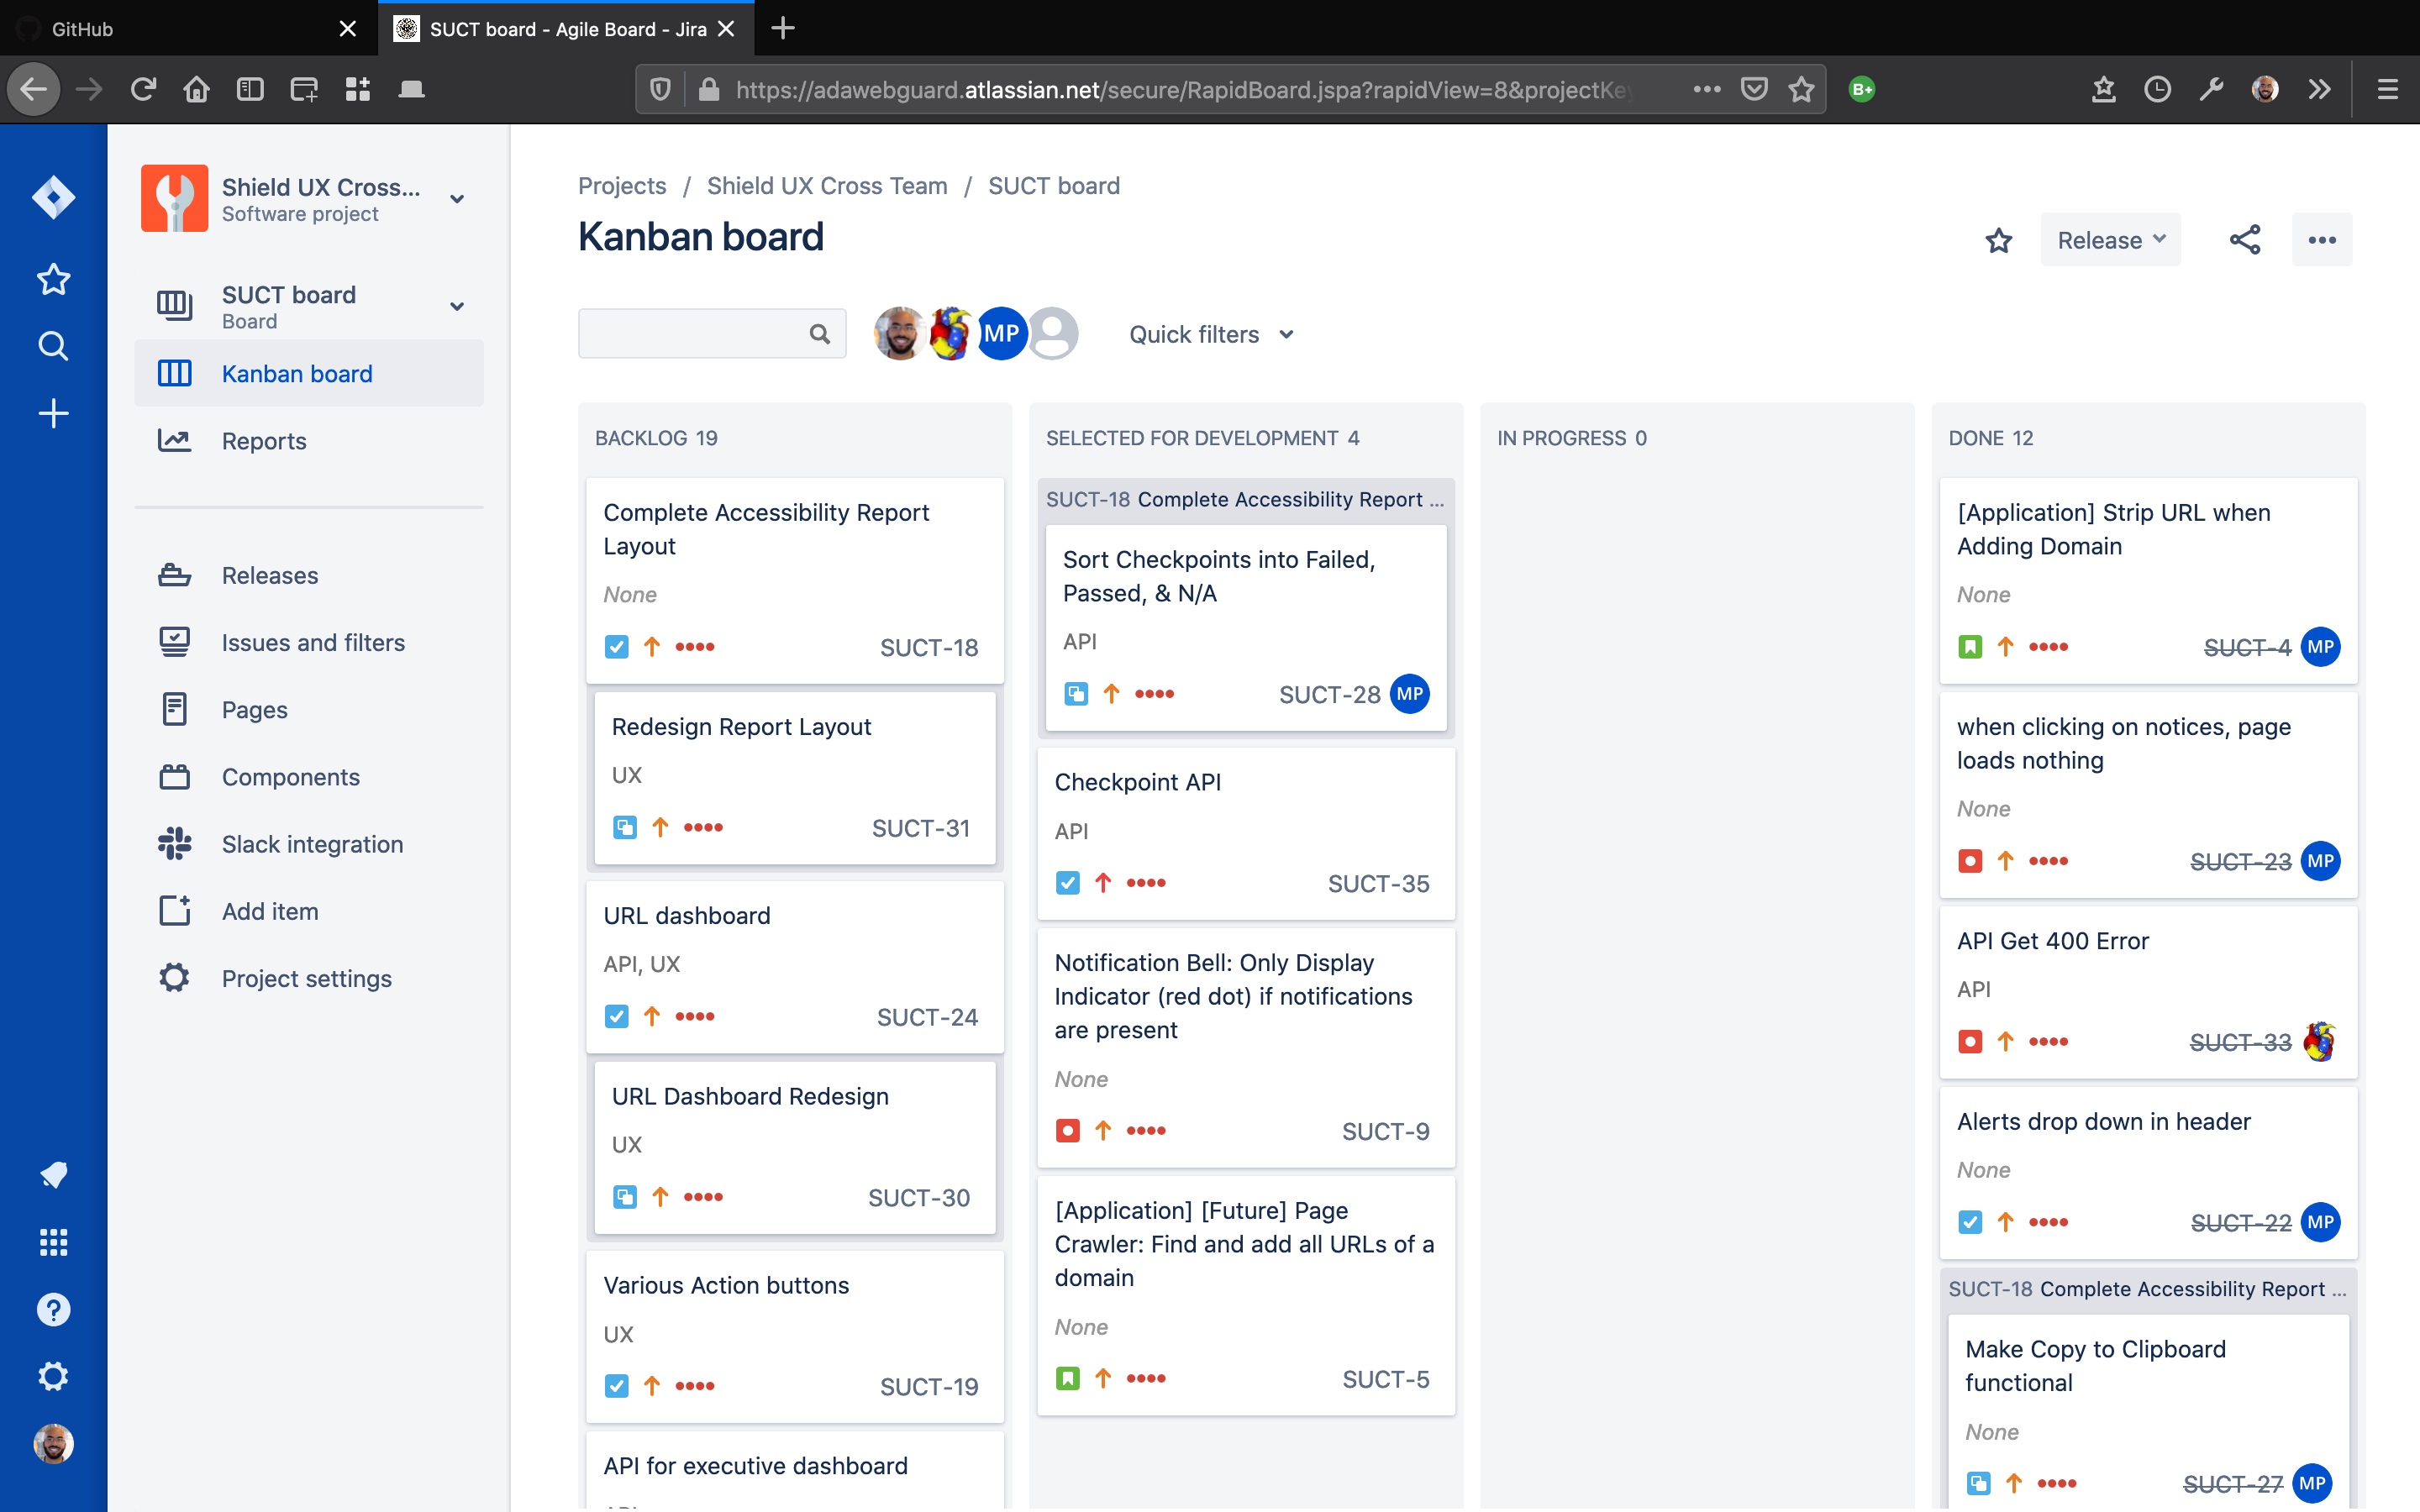 GitHub
SUCT board - Agile Board - Jira
https://adawebguard.atlassian.net/secure/RapidBoard.jspa?rapidView=8&projectKey
B+
Shield UX Cross...
Software project
SUCT board
Board
Kanban board
Reports
Releases
Issues and filters
Pages
Components
Slack integration
Add item
Project settings
Projects / Shield UX Cross Team / SUCT board
Kanban board
Release
MP
Quick filters
BACKLOG 19
Complete Accessibility Report
Layout
None
SUCT-18
Redesign Report Layout
UX
SUCT-31
URL dashboard
API, UX
SUCT-24
URL Dashboard Redesign
UX
SUCT-30
Various Action buttons
UX
SUCT-19
API for executive dashboard
SELECTED FOR DEVELOPMENT 4
SUCT-18 Complete Accessibility Report ...
Sort Checkpoints into Failed,
Passed, & N/A
API
SUCT-28 MP
Checkpoint API
API
SUCT-35
Notification Bell: Only Display
Indicator (red dot) if notifications
are present
None
SUCT-9
[Application] [Future] Page
Crawler: Find and add all URLs of a
domain
None
SUCT-5
IN PROGRESS 0
DONE 12
[Application] Strip URL when
Adding Domain
None
SUCT-4 MP
when clicking on notices, page
loads nothing
None
SUCT-23 MP
API Get 400 Error
API
SUCT-33
Alerts drop down in header
None
SUCT-22 MP
SUCT-18 Complete Accessibility Report ...
Make Copy to Clipboard
functional
None
SUCT-27 MP